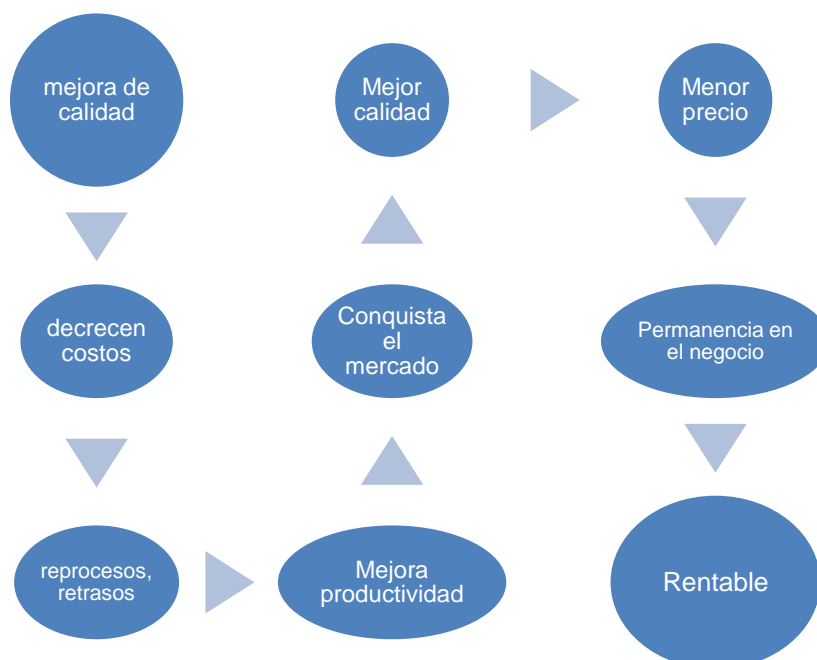 mejora de
calidad
decrecen
costos
reprocesos,
retrasos
Mejora
productividad
Conquista
el
mercado
Mejor
calidad
Menor
precio
Permanencia en
el negocio
Rentable